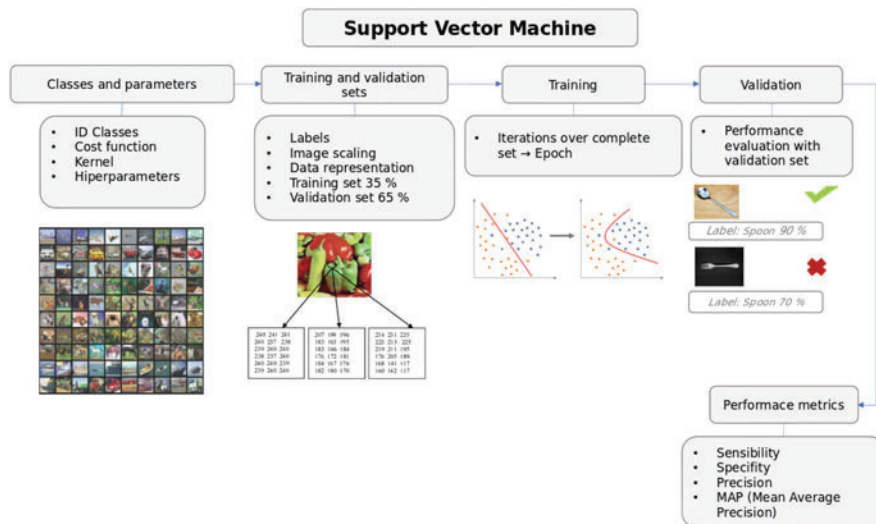 Support Vector Machine
Classes and parameters
• ID Classes
• Cost function
• Kernel
• Hiperparameters
Training and validation
sets
• Labels
• Image scaling
• Data representation
• Training set 35 %
• Validation set 65 %
Training
• Iterations over complete
set → Epoch
Validation
• Performance
evaluation with
validation set
Label: Spoon 90 %
Label: Spoon 70 %
Performace metrics
• Sensibility
• Specifity
• Precision
• MAP (Mean Average
Precision)